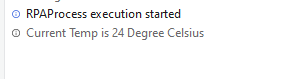 RPAProcess execution started
Current Temp is 24 Degree Celsius